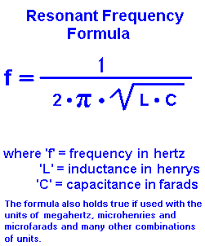 Resonant Frequency
Formula
f = 1
2 • π • √ L • C
where 'f' = frequency in hertz
'L' = inductance in henrys
'C' = capacitance in farads
The formula also holds true if used with the
units of megahertz, microhenries and
microfarads and many other combinations
of units.